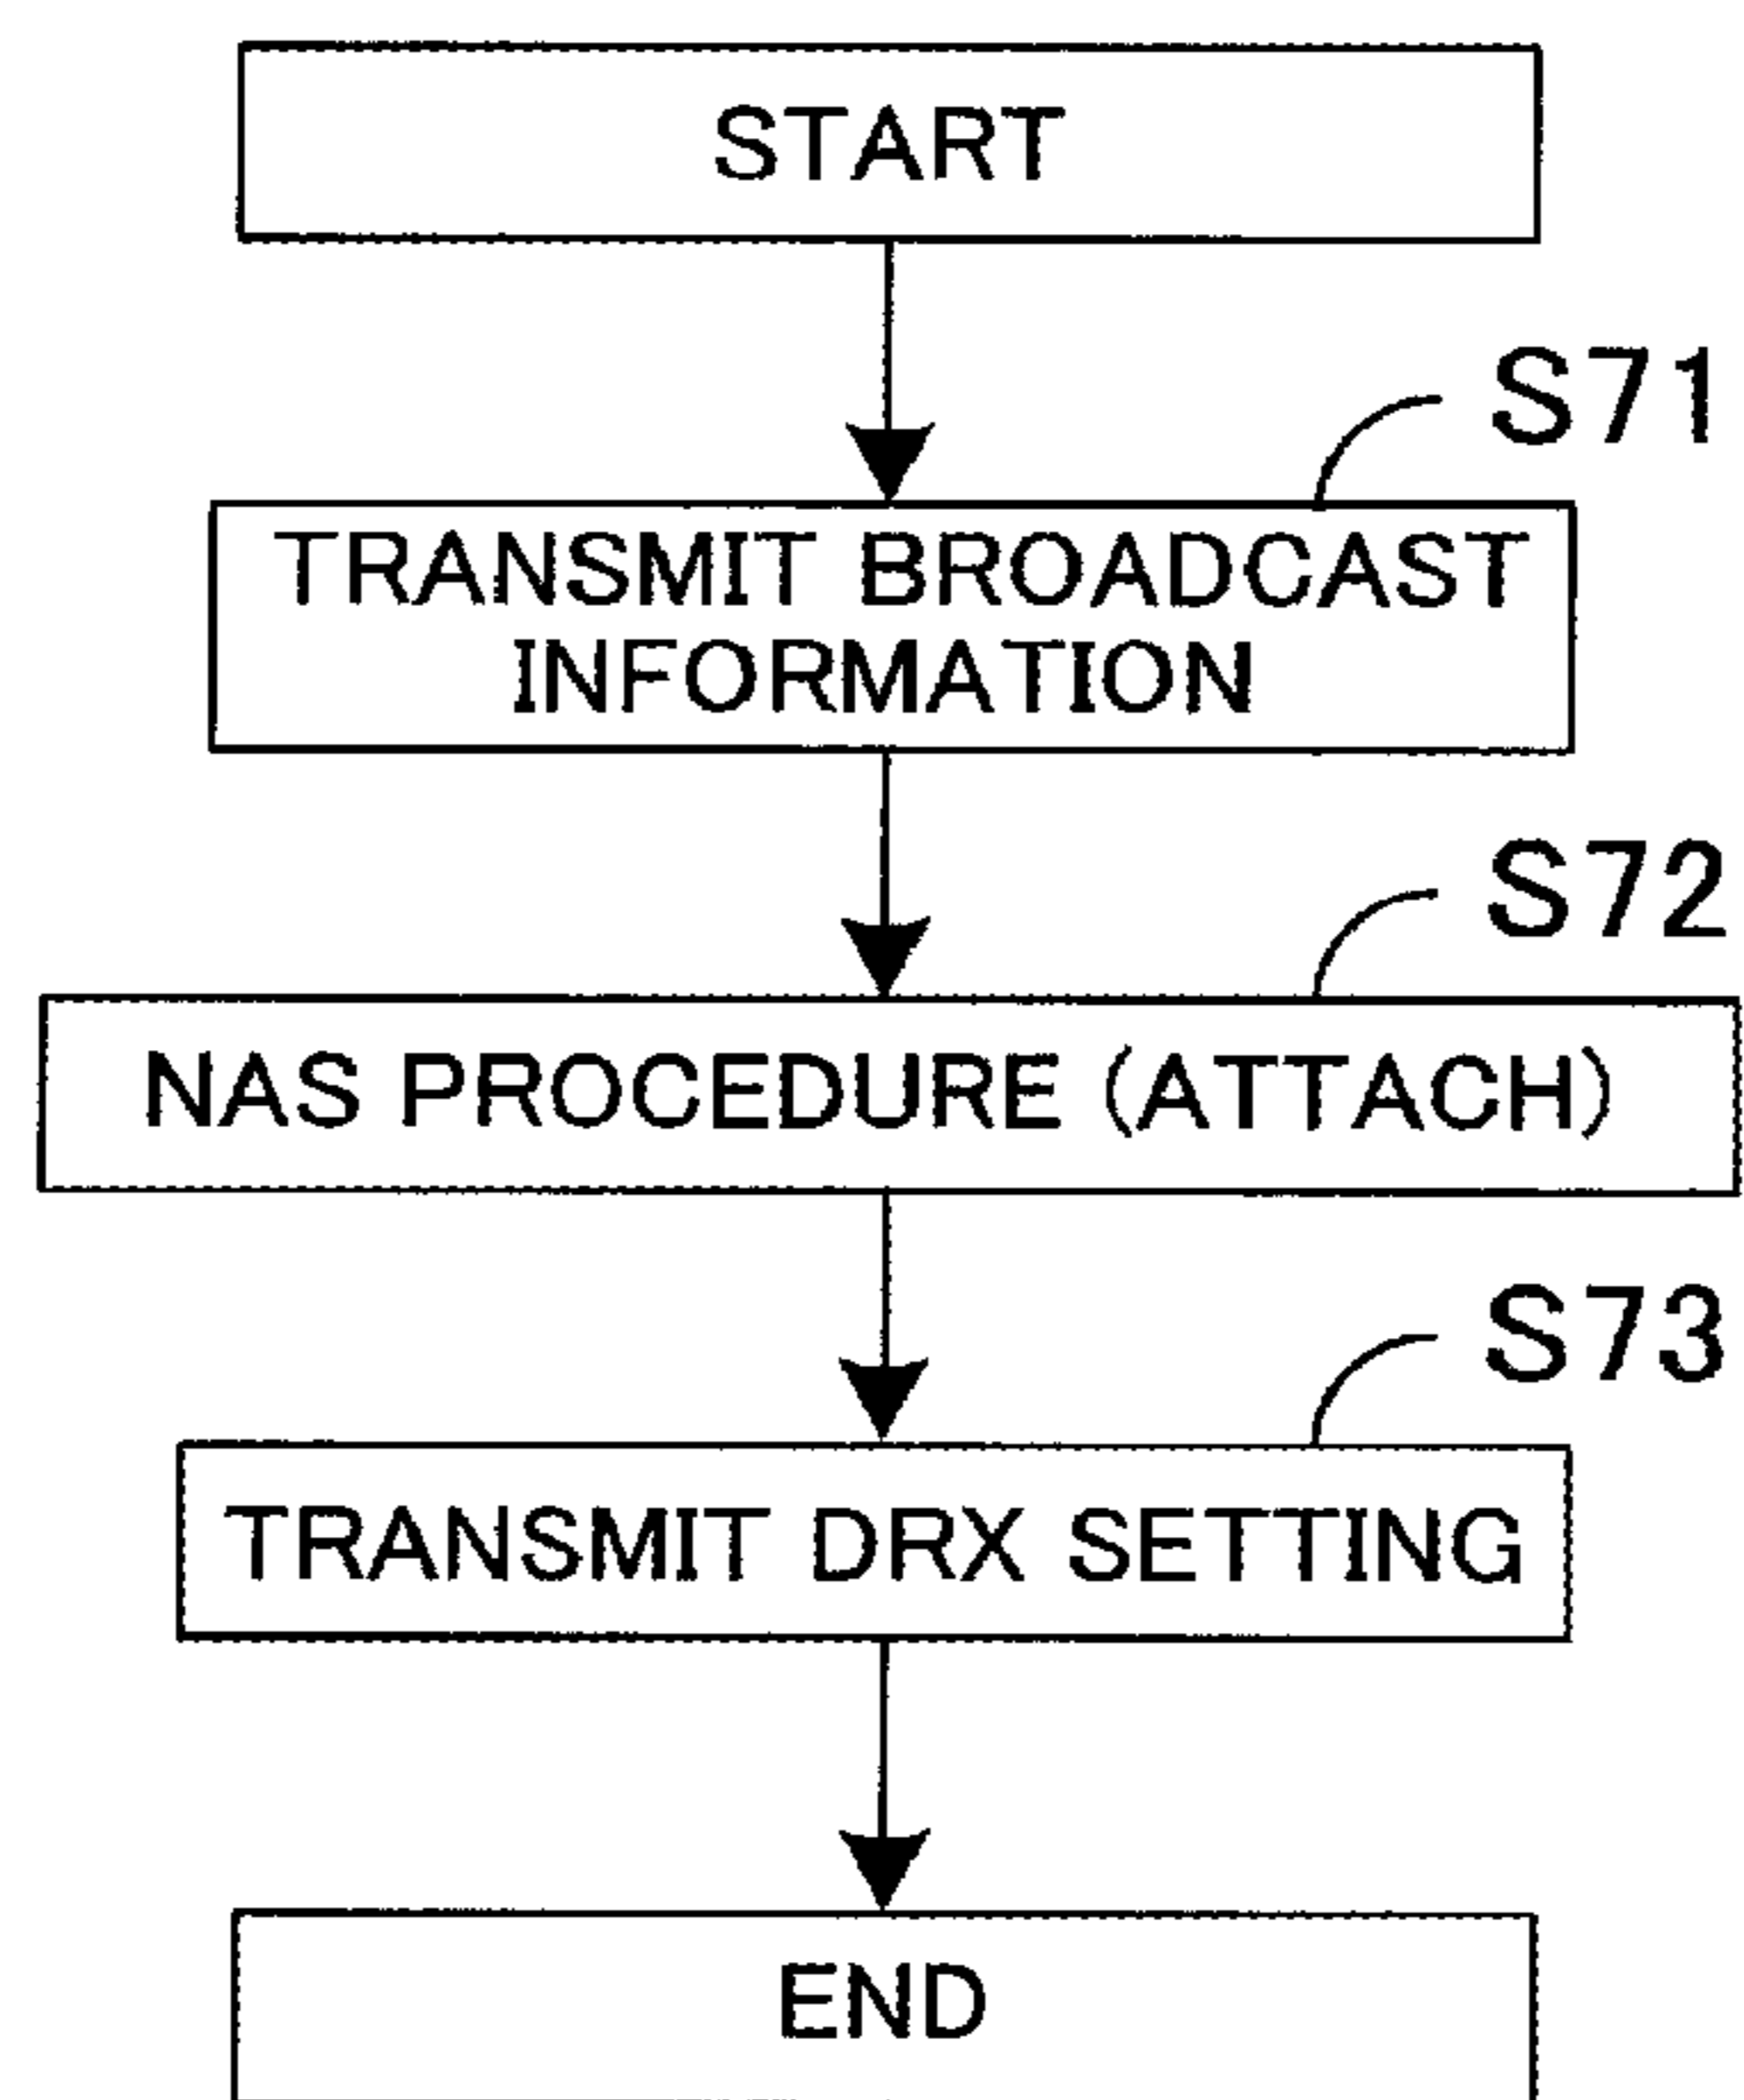 START
S71
TRANSMIT BROADCAST
INFORMATION
S72
NAS PROCEDURE (ATTACH)
S73
TRANSMIT DRX SETTING
END